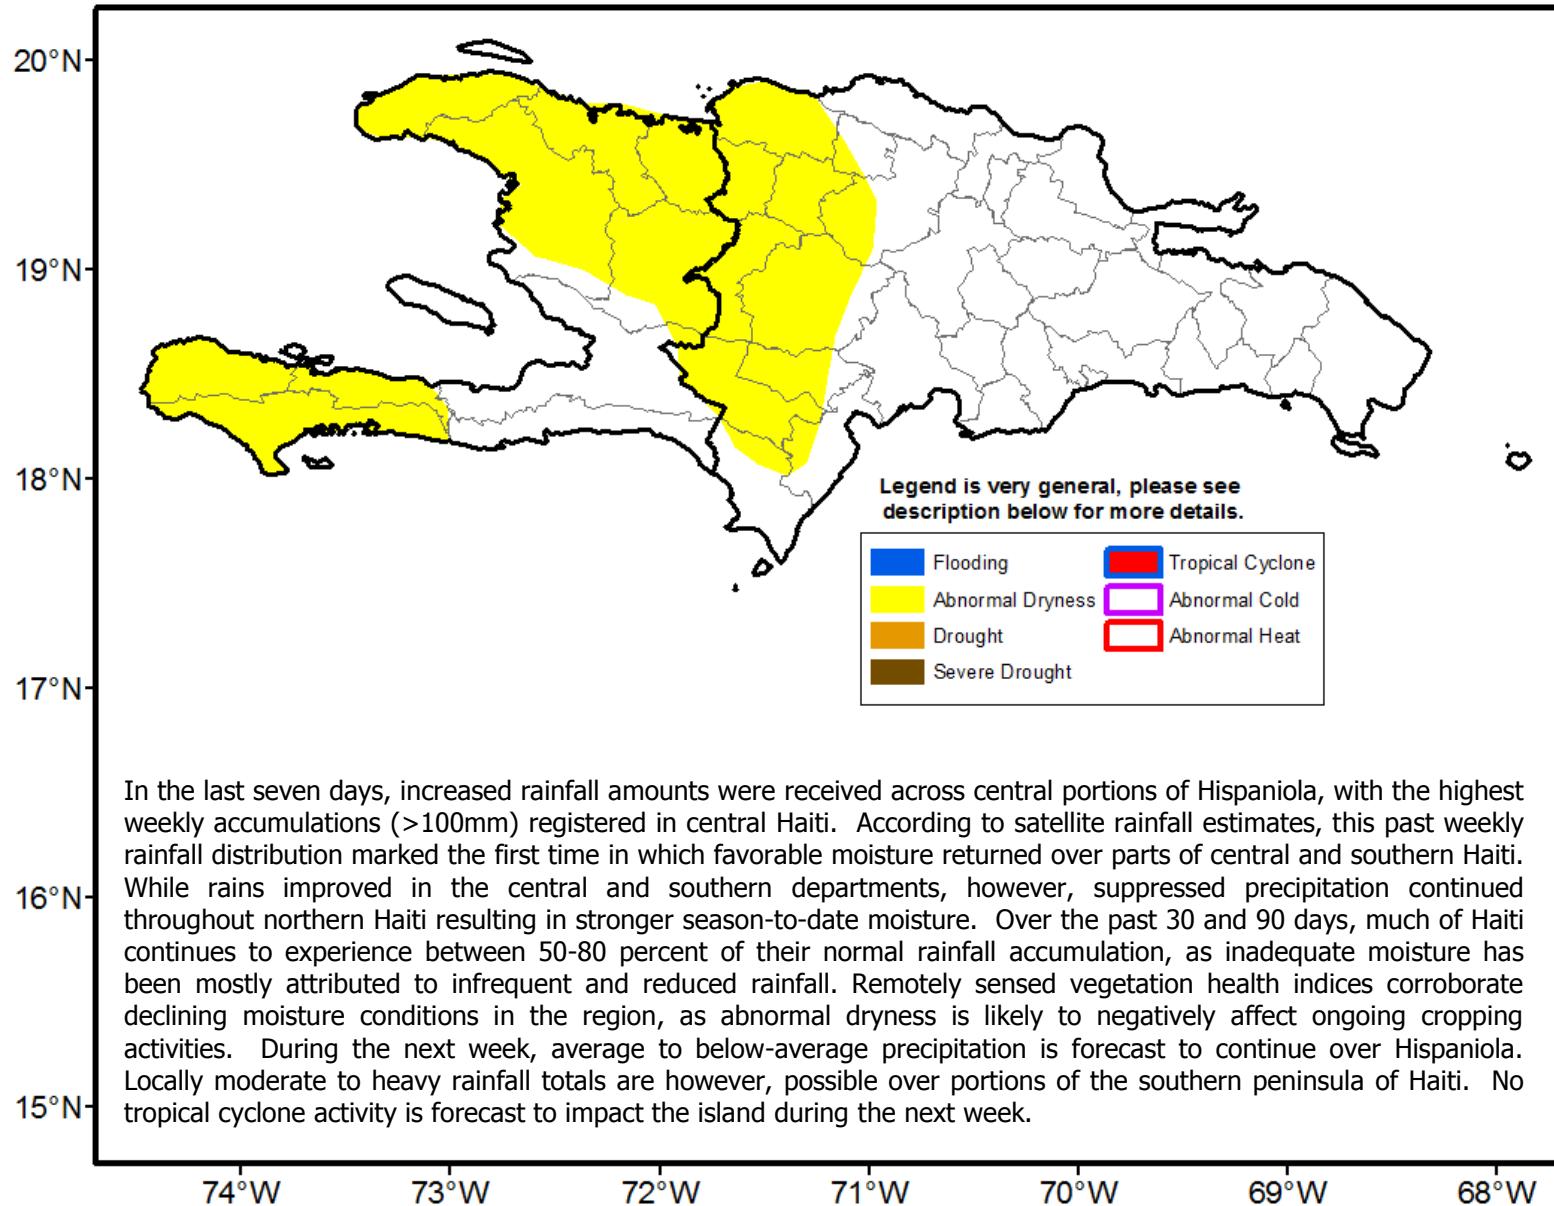 20°N
19°N
18°N
17°N
16°N
15°N
Legend is very general, please see
description below for more details.
Flooding
Tropical Cyclone
Abnormal Dryness
Abnormal Cold
Drought
Abnormal Heat
Severe Drought
In the last seven days, increased rainfall amounts were received across central portions of Hispaniola, with the highest
weekly accumulations (>100mm) registered in central Haiti. According to satellite rainfall estimates, this past weekly
rainfall distribution marked the first time in which favorable moisture returned over parts of central and southern Haiti.
While rains improved in the central and southern departments, however, suppressed precipitation continued
throughout northern Haiti resulting in stronger season-to-date moisture. Over the past 30 and 90 days, much of Haiti
continues to experience between 50-80 percent of their normal rainfall accumulation, as inadequate moisture has
been mostly attributed to infrequent and reduced rainfall. Remotely sensed vegetation health indices corroborate
declining moisture conditions in the region, as abnormal dryness is likely to negatively affect ongoing cropping
activities. During the next week, average to below-average precipitation is forecast to continue over Hispaniola.
Locally moderate to heavy rainfall totals are however, possible over portions of the southern peninsula of Haiti. No
tropical cyclone activity is forecast to impact the island during the next week.
74°W
73°W
72°W
71°W
70°W
69°W
68°W